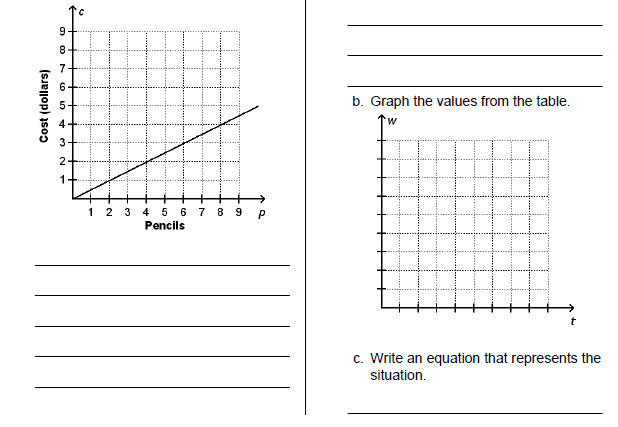 c
9
8
7
6
5
4
3
2
1
Cost (dollars)
1 2 3 4 5 6 7 8 9 p
Pencils
b. Graph the values from the table.
w
t
c. Write an equation that represents the
situation.